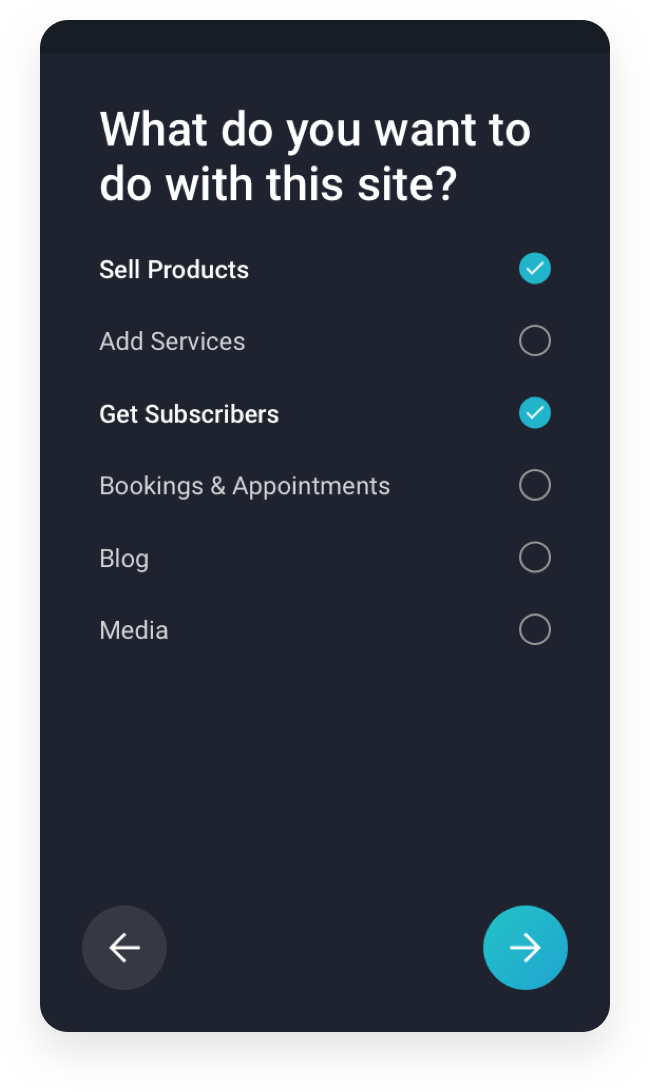 What do you want to
do with this site?
Sell Products
Add Services
Get Subscribers
Bookings & Appointments
Blog
Media